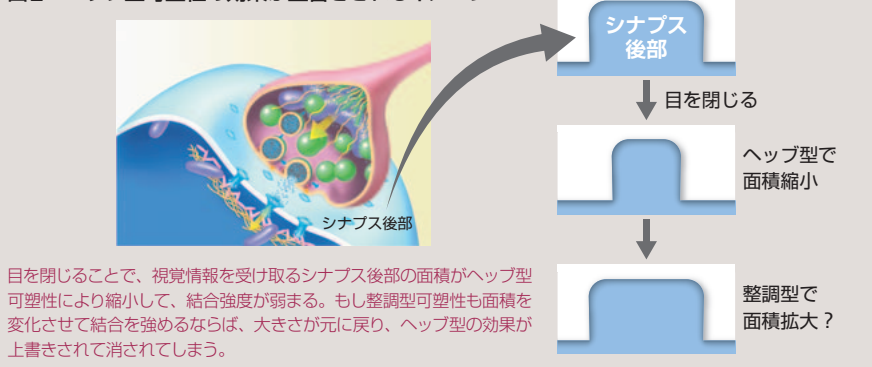 シナプス
後部
目を閉じる
ヘッブ型で
面積縮小
シナプス後部
整調型で
面積拡大？
目を閉じることで、視覚情報を受け取るシナプス後部の面積がヘッブ型
可塑性により縮小して、結合強度が弱まる。もし整調型可塑性も面積を
変化させて結合を強めるならば、大きさが元に戻り、ヘッブ型の効果が
上書きされて消されてしまう。